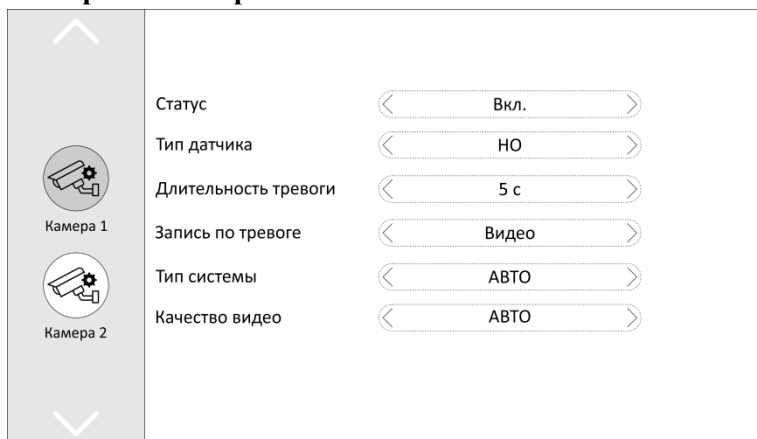 Статус Вкл.
Тип датчика НО
Длительность тревоги 5 с
Камера 1
Запись по тревоге Видео
Тип системы АВТО
Качество видео АВТО
Камера 2